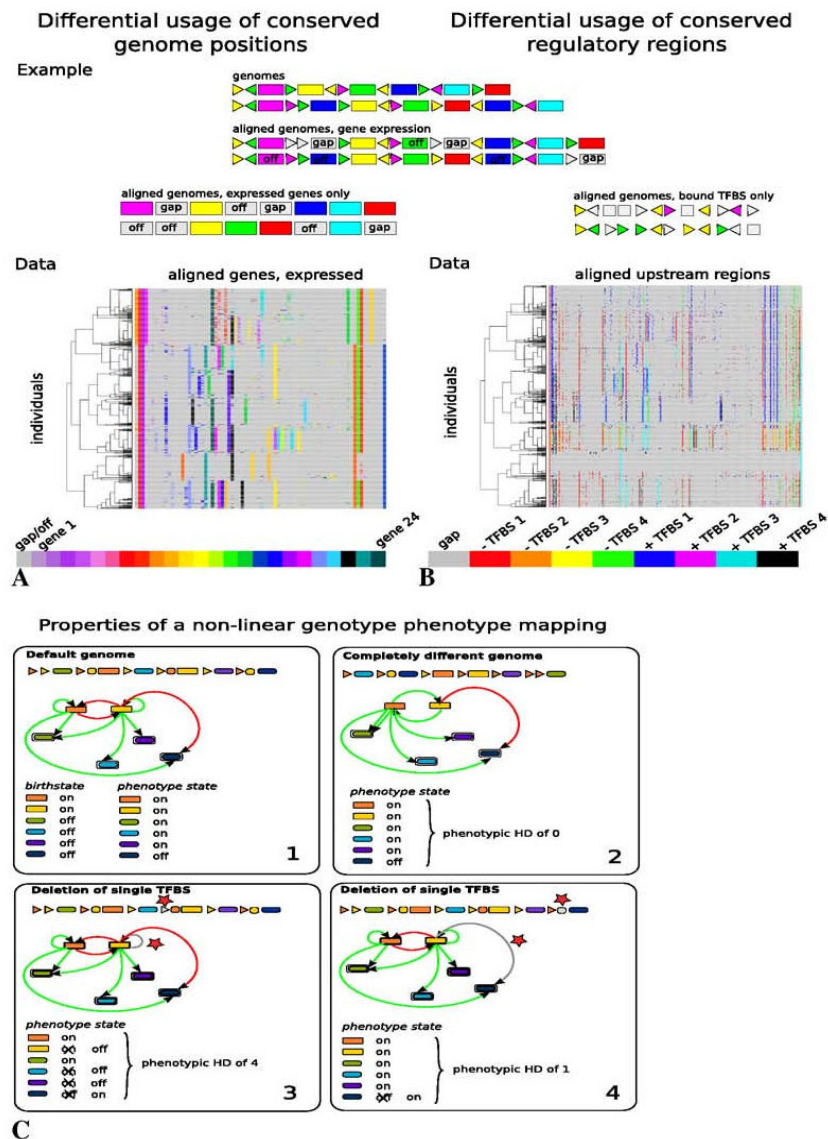 Differential usage of conserved
genome positions
Differential usage of conserved
regulatory regions
Example
genomes
aligned genomes, gene expression
gap off gap
off off off gap
aligned genomes, expressed genes only
gap off gap
off off off gap
aligned genomes, bound TFBS only
Data
aligned genes, expressed
individuals
gap/off
gene 1
gene 24
A
Data
aligned upstream regions
individuals
gap
- TFBS 1
- TFBS 2
- TFBS 3
- TFBS 4
+ TFBS 1
+ TFBS 2
+ TFBS 3
+ TFBS 4
B
Properties of a non-linear genotype phenotype mapping
Default genome
birthstate phenotype state
on on
on on
off on
off on
off on
off off
1
Completely different genome
phenotype state
on
on
on
on
on
off
phenotypic HD of 0
2
Deletion of single TFBS
phenotype state
on
on off
on
on off
on off
off on
phenotypic HD of 4
3
Deletion of single TFBS
phenotype state
on
on
on
on
on
off on
phenotypic HD of 1
4
C